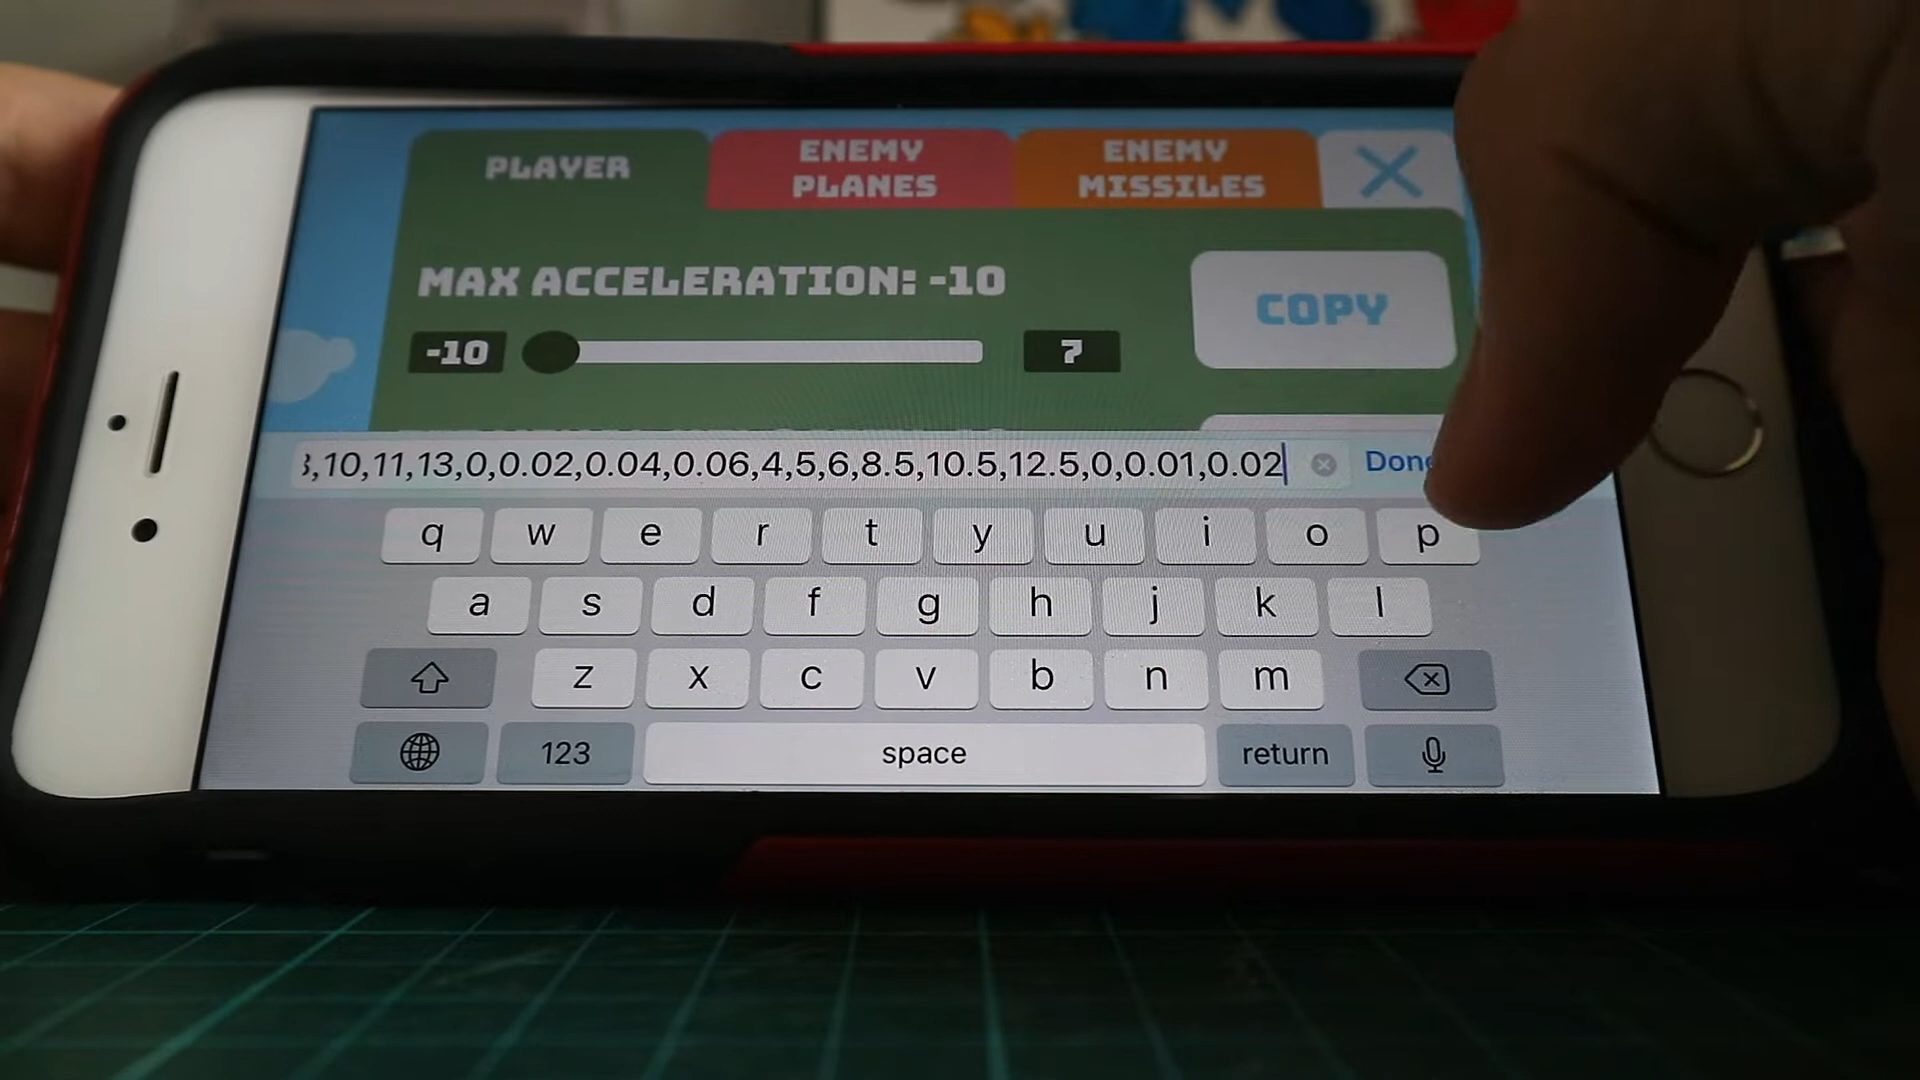 PLAYER
ENEMY
PLANES
ENEMY
MISSILES
X
MAX ACCELERATION: -10
-10
7
COPY
,10,11,13,0,0.02,0.04,0.06,4,5,6,8.5,10.5,12.5,0,0.01,0.02
Done
q w e r t y u i o p
a s d f g h j k l
z x c v b n m
123 space return